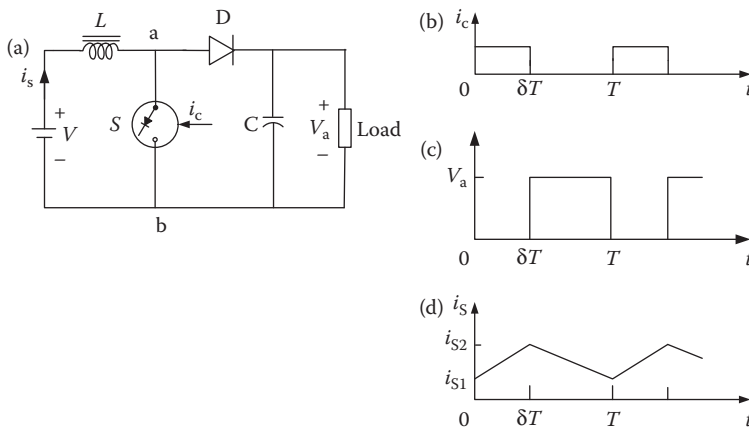 (a)
L
a
D
i_s
+
V
−
S
i_c
C
+
V_a
−
Load
b
(b)
i_c
0
δT
T
t
(c)
V_a
0
δT
T
t
(d)
i_S
i_S2
i_S1
0
δT
T
t